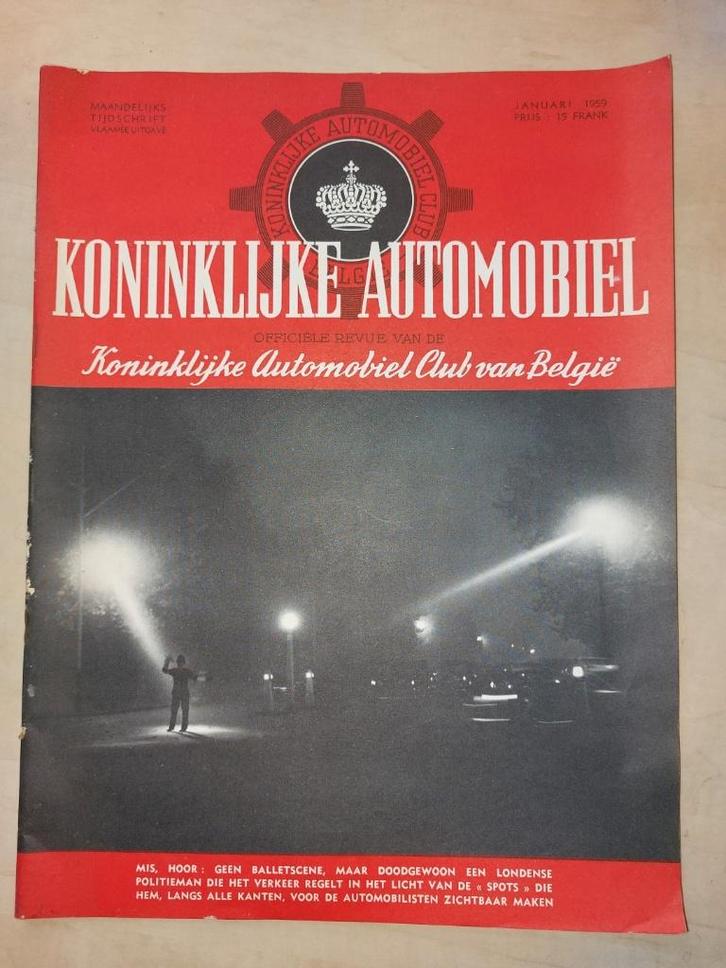 MAANDELIJKS
TIJDSCHRIFT
VLAAMSE UITGAVE
JANUARI 1959
PRIJS : 15 FRANK
KONINKLIJKE AUTOMOBIEL CLUB
BELGIE
KONINKLIJKE AUTOMOBIEL
OFFICIËLE REVUE VAN DE
Koninklijke Automobiel Club van België
MIS, HOOR : GEEN BALLETSCENE, MAAR DOODGEWOON EEN LONDENSE
POLITIEMAN DIE HET VERKEER REGELT IN HET LICHT VAN DE « SPOTS » DIE
HEM, LANGS ALLE KANTEN, VOOR DE AUTOMOBILISTEN ZICHTBAAR MAKEN